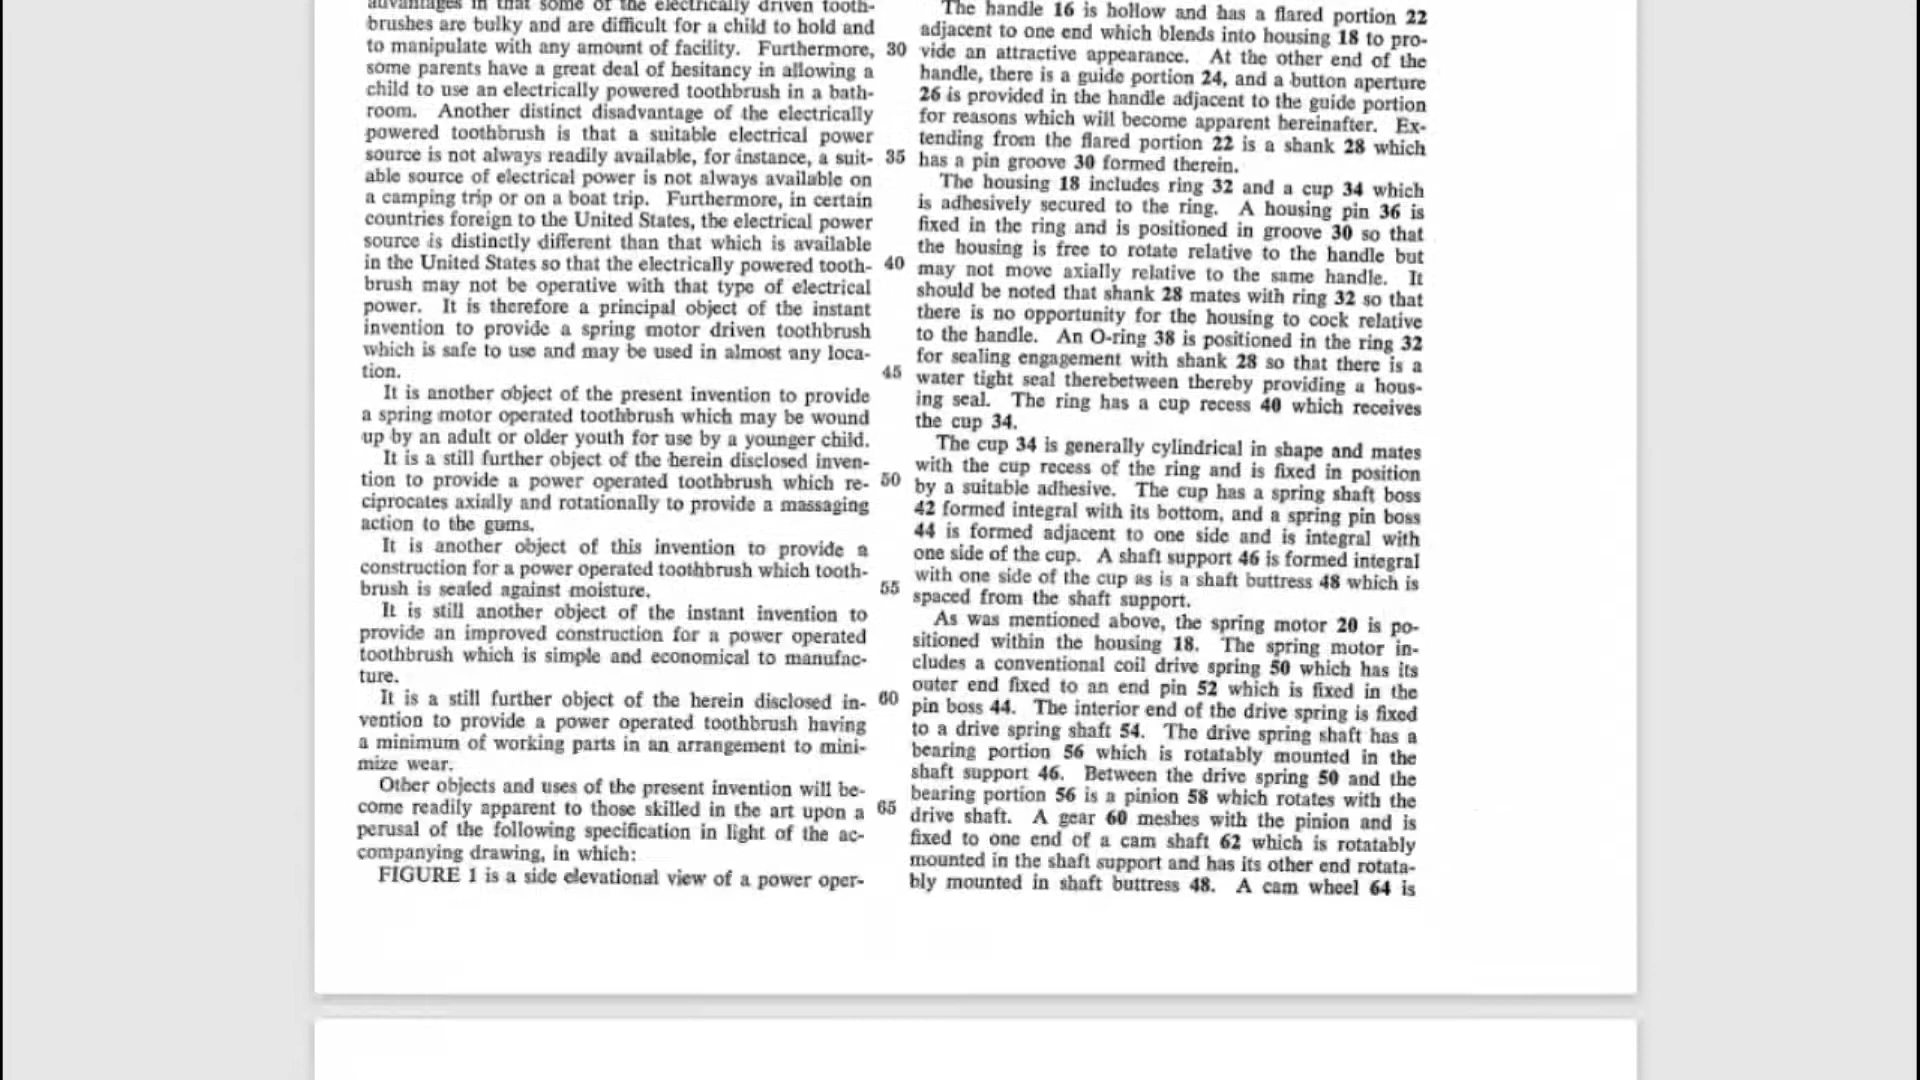 advantages in that some of the electrically driven tooth-
brushes are bulky and are difficult for a child to hold and
to manipulate with any amount of facility. Furthermore,
some parents have a great deal of hesitancy in allowing a
child to use an electrically powered toothbrush in a bath-
room. Another distinct disadvantage of the electrically
powered toothbrush is that a suitable electrical power
source is not always readily available, for instance, a suit-
able source of electrical power is not always available on
a camping trip or on a boat trip. Furthermore, in certain
countries foreign to the United States, the electrical power
source is distinctly different than that which is available
in the United States so that the electrically powered tooth-
brush may not be operative with that type of electrical
power. It is therefore a principal object of the instant
invention to provide a spring motor driven toothbrush
which is safe to use and may be used in almost any loca-
tion.
It is another object of the present invention to provide
a spring motor operated toothbrush which may be wound
up by an adult or older youth for use by a younger child.
It is a still further object of the herein disclosed inven-
tion to provide a power operated toothbrush which re-
ciprocates axially and rotationally to provide a massaging
action to the gums.
It is another object of this invention to provide a
construction for a power operated toothbrush which tooth-
brush is sealed against moisture.
It is still another object of the instant invention to
provide an improved construction for a power operated
toothbrush which is simple and economical to manufac-
ture.
It is a still further object of the herein disclosed in-
vention to provide a power operated toothbrush having
a minimum of working parts in an arrangement to mini-
mize wear.
Other objects and uses of the present invention will be-
come readily apparent to those skilled in the art upon a
perusal of the following specification in light of the ac-
companying drawing, in which:
FIGURE 1 is a side elevational view of a power oper-
30
35
40
45
50
55
60
65
The handle 16 is hollow and has a flared portion 22
adjacent to one end which blends into housing 18 to pro-
vide an attractive appearance. At the other end of the
handle, there is a guide portion 24, and a button aperture
26 is provided in the handle adjacent to the guide portion
for reasons which will become apparent hereinafter. Ex-
tending from the flared portion 22 is a shank 28 which
has a pin groove 30 formed therein.
The housing 18 includes ring 32 and a cup 34 which
is adhesively secured to the ring. A housing pin 36 is
fixed in the ring and is positioned in groove 30 so that
the housing is free to rotate relative to the handle but
may not move axially relative to the same handle. It
should be noted that shank 28 mates with ring 32 so that
there is no opportunity for the housing to cock relative
to the handle. An O-ring 38 is positioned in the ring 32
for sealing engagement with shank 28 so that there is a
water tight seal therebetween thereby providing a hous-
ing seal. The ring has a cup recess 40 which receives
the cup 34.
The cup 34 is generally cylindrical in shape and mates
with the cup recess of the ring and is fixed in position
by a suitable adhesive. The cup has a spring shaft boss
42 formed integral with its bottom, and a spring pin boss
44 is formed adjacent to one side and is integral with
one side of the cup. A shaft support 46 is formed integral
with one side of the cup as is a shaft buttress 48 which is
spaced from the shaft support.
As was mentioned above, the spring motor 20 is po-
sitioned within the housing 18. The spring motor in-
cludes a conventional coil drive spring 50 which has its
outer end fixed to an end pin 52 which is fixed in the
pin boss 44. The interior end of the drive spring is fixed
to a drive spring shaft 54. The drive spring shaft has a
bearing portion 56 which is rotatably mounted in the
shaft support 46. Between the drive spring 50 and the
bearing portion 56 is a pinion 58 which rotates with the
drive shaft. A gear 60 meshes with the pinion and is
fixed to one end of a cam shaft 62 which is rotatably
mounted in the shaft support and has its other end rotata-
bly mounted in shaft buttress 48. A cam wheel 64 is